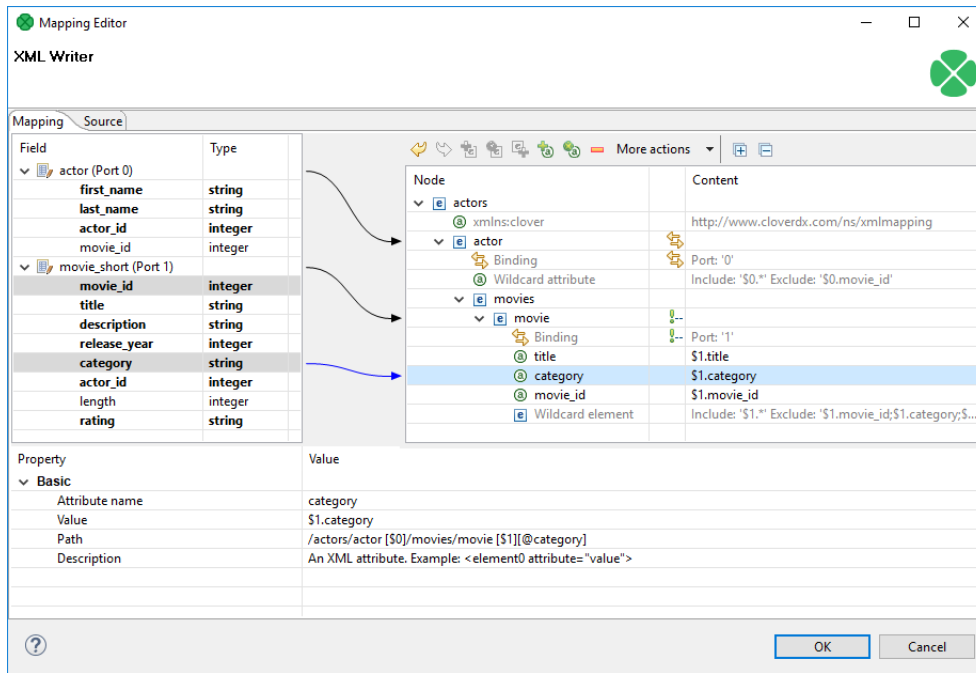 Mapping Editor
XML Writer
Mapping Source
Field Type
actor (Port 0)
first_name string
last_name string
actor_id integer
movie_id integer
movie_short (Port 1)
movie_id integer
title string
description string
release_year integer
category string
actor_id integer
length integer
rating string
More actions
Node Content
actors
xmlns:clover http://www.cloverdx.com/ns/xmlmapping
actor
Binding Port: '0'
Wildcard attribute Include: '$0.*' Exclude: '$0.movie_id'
movies
movie
Binding Port: '1'
title $1.title
category $1.category
movie_id $1.movie_id
Wildcard element Include: '$1.*' Exclude: '$1.movie_id;$1.category;$...
Property Value
Basic
Attribute name category
Value $1.category
Path /actors/actor [$0]/movies/movie [$1][@category]
Description An XML attribute. Example: <element0 attribute="value">
OK Cancel